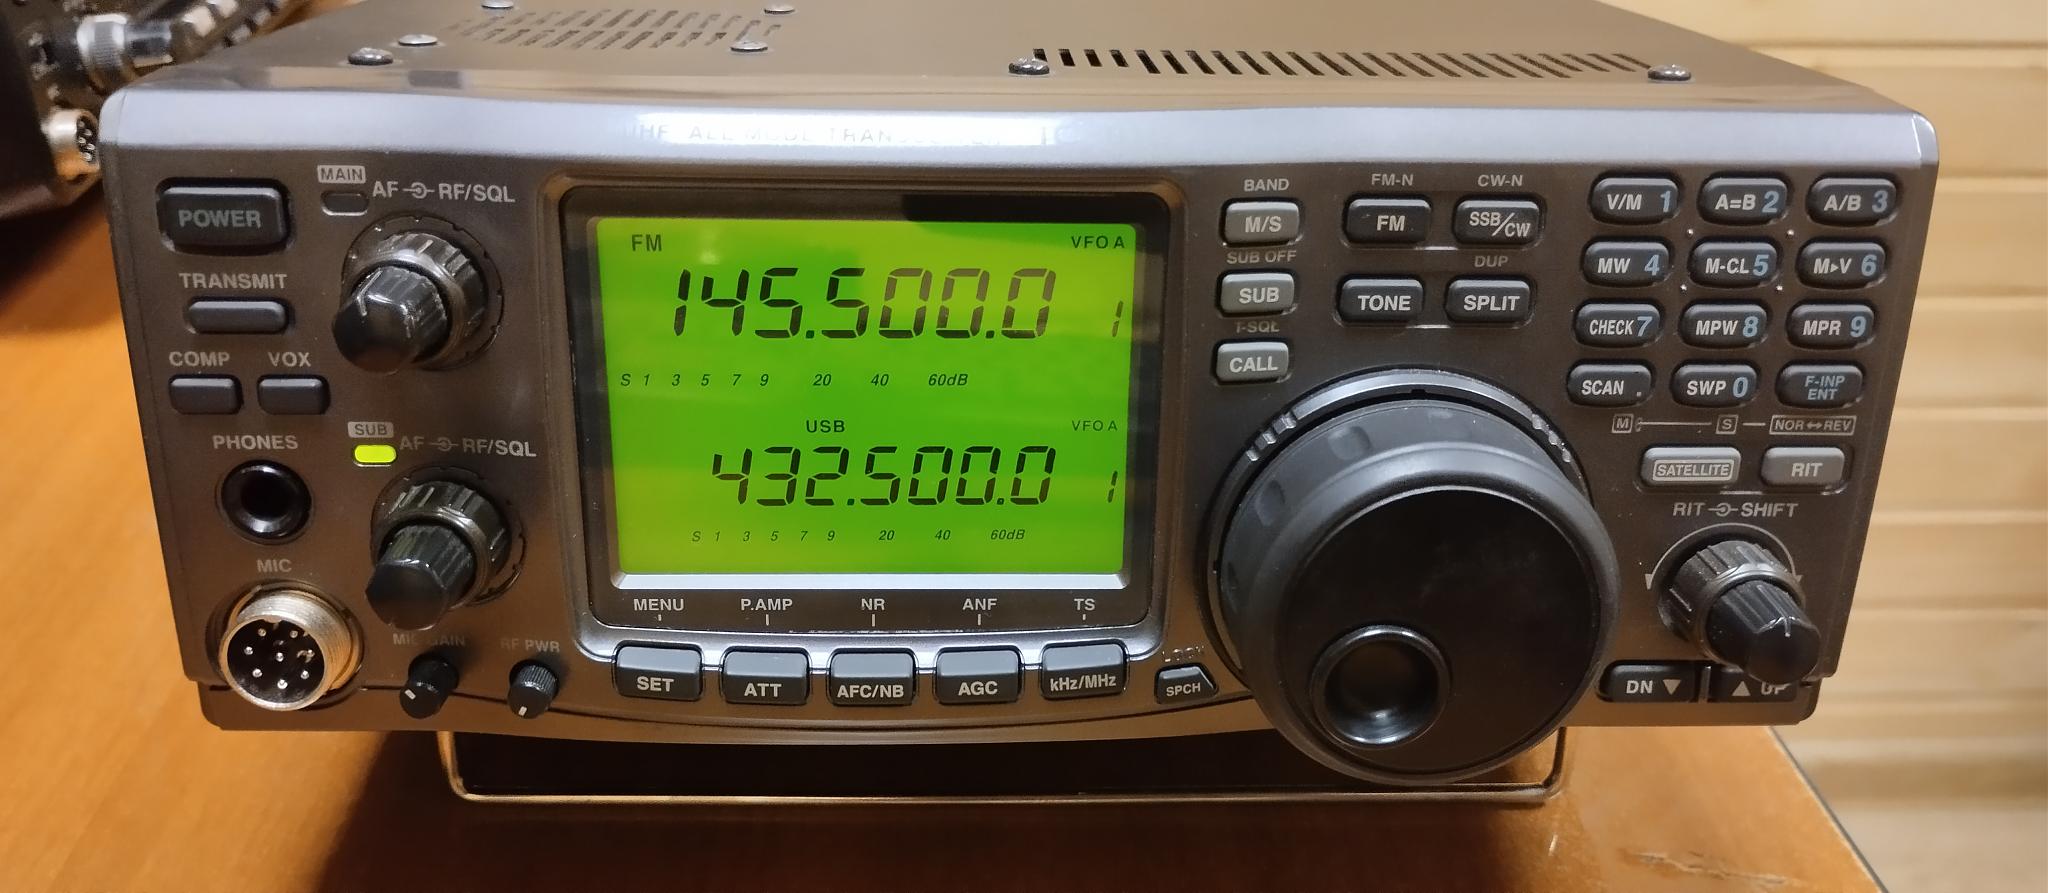 ALL MODE
POWER
MAIN
AF RF/SQL
TRANSMIT
COMP VOX
SUB
AF RF/SQL
PHONES
MIC
MIC GAIN
RF PWR
FM VFO A
145.500.0 1
S 1 3 5 7 9 20 40 60dB
USB VFO A
432.500.0 1
S 1 3 5 7 9 20 40 60dB
MENU P.AMP NR ANF TS
SET ATT AFC/NB AGC kHz/MHz
LOCK
SPCH
BAND FM-N CW-N
M/S FM SSB/CW
SUB OFF DUP
SUB TONE SPLIT
T-SQL
CALL
V/M 1 A=B 2 A/B 3
MW 4 M-CL 5 M▸V 6
CHECK 7 MPW 8 MPR 9
SCAN . SWP 0 F-INP ENT
M S NOR↔REV
SATELLITE RIT
RIT SHIFT
DN ▼ ▲ UP